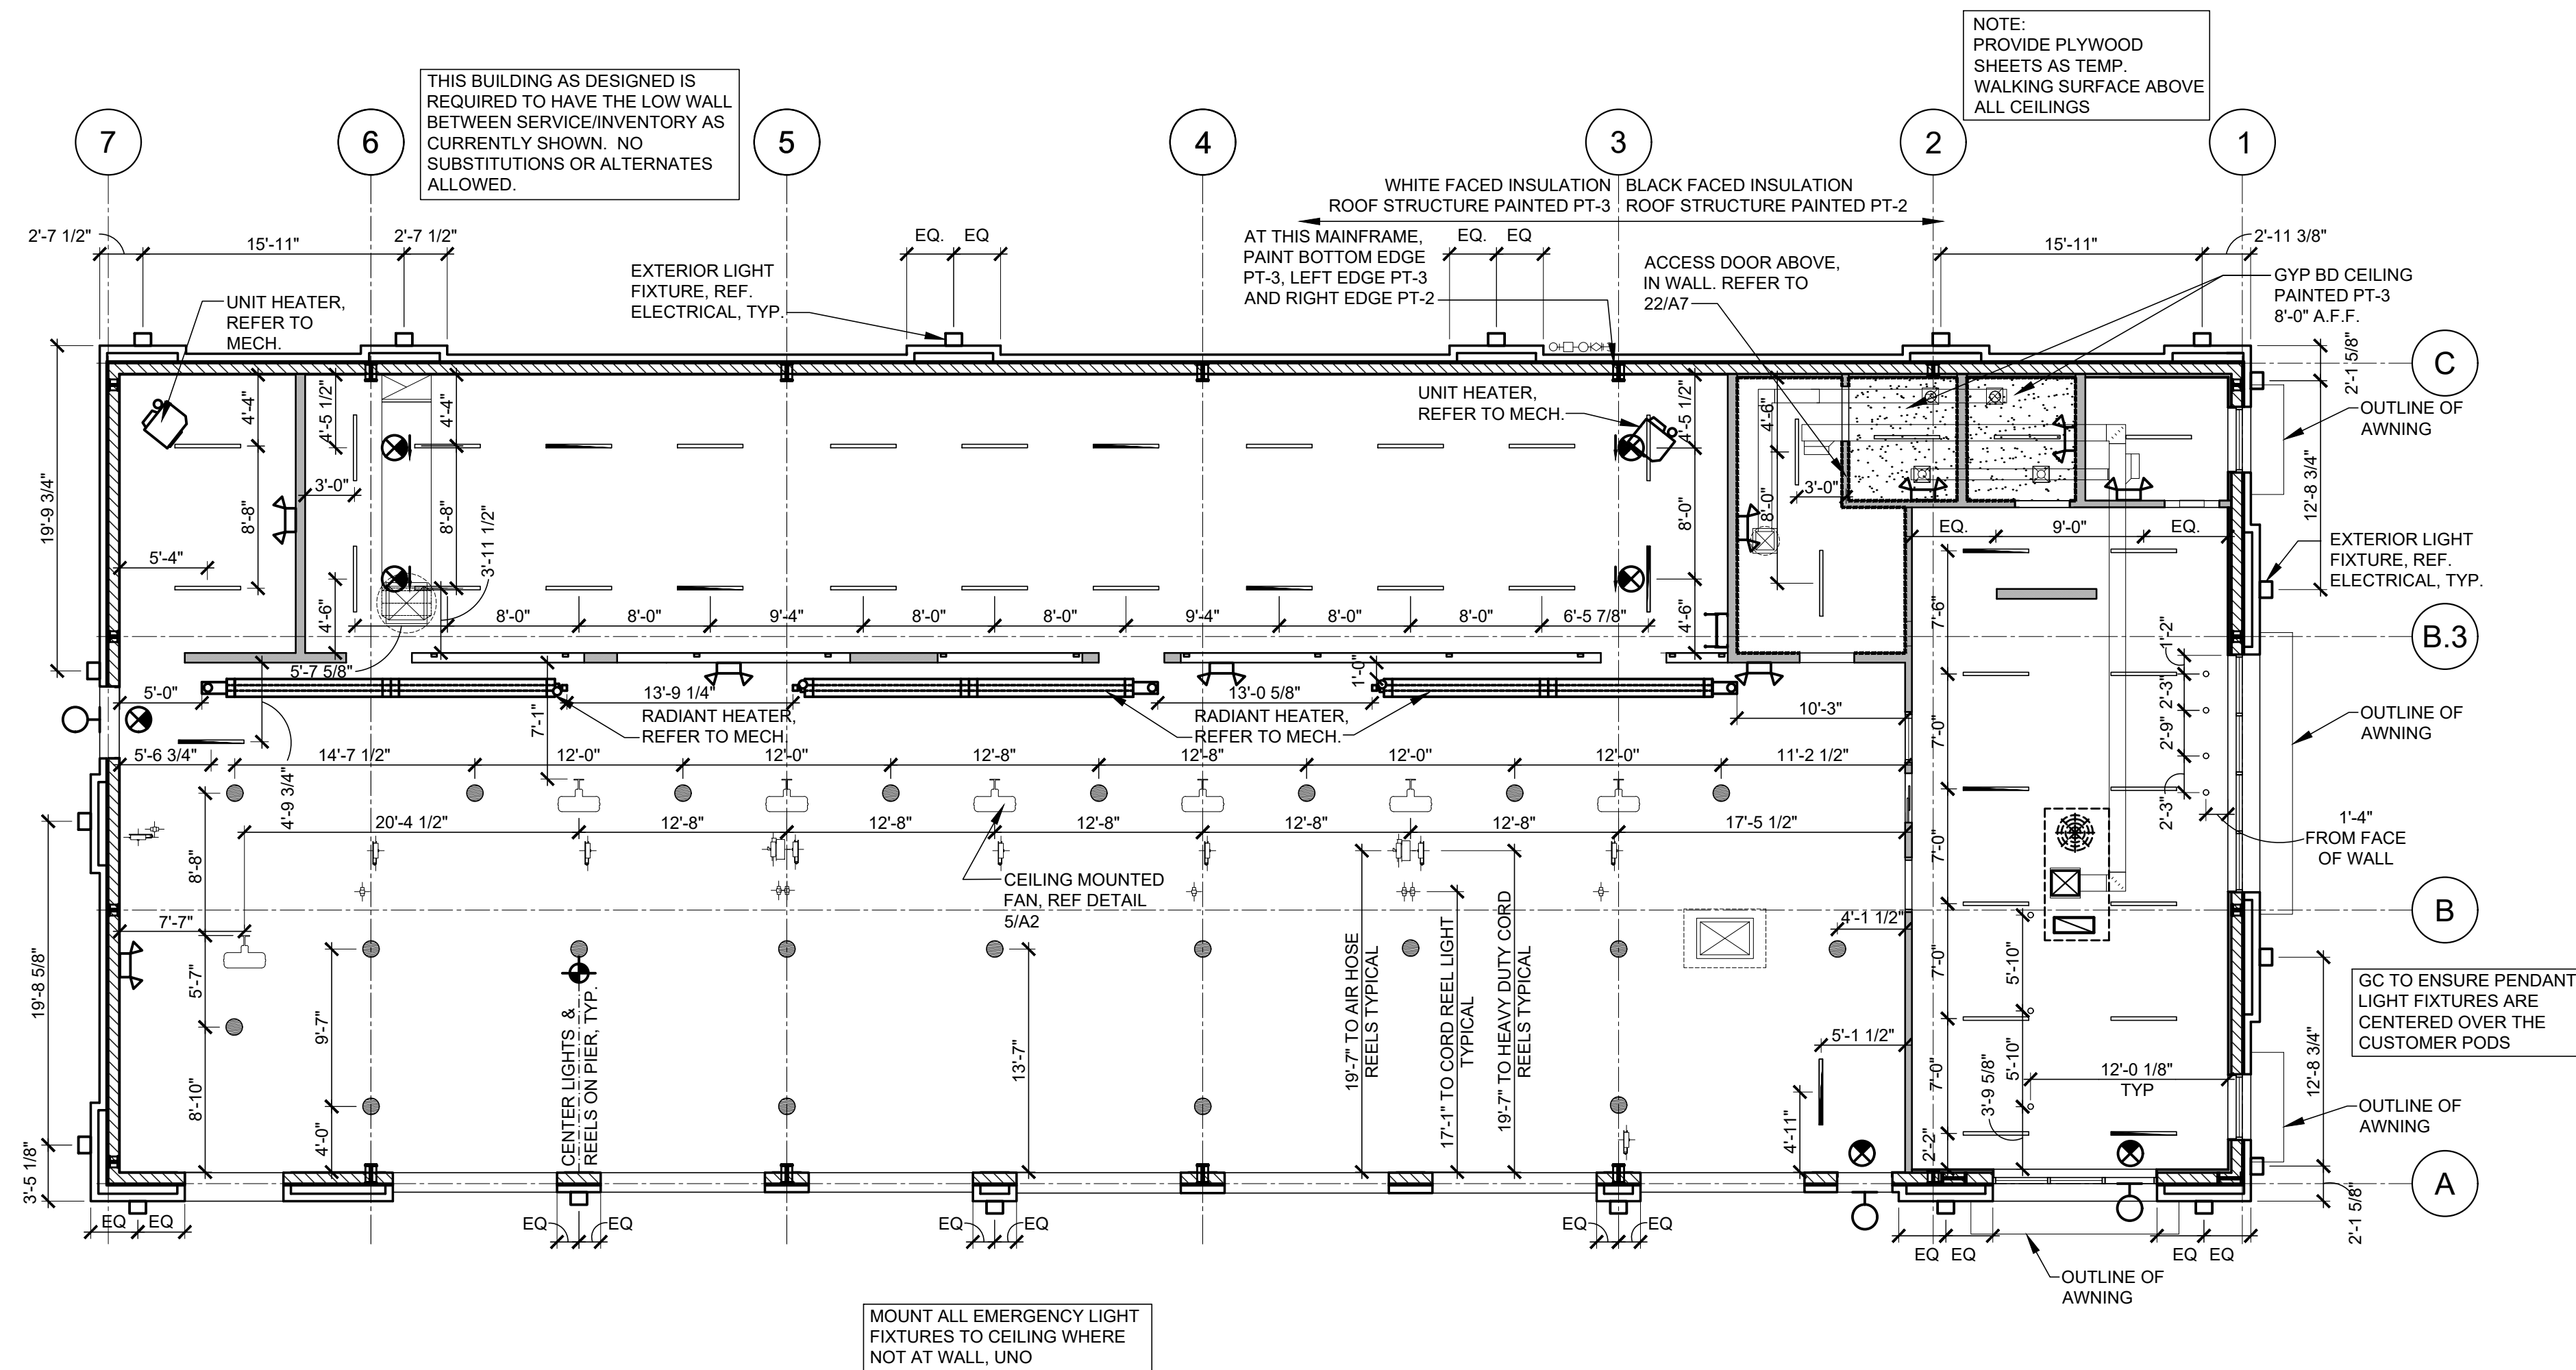 NOTE:
PROVIDE PLYWOOD
SHEETS AS TEMP.
WALKING SURFACE ABOVE
ALL CEILINGS
THIS BUILDING AS DESIGNED IS
REQUIRED TO HAVE THE LOW WALL
BETWEEN SERVICE/INVENTORY AS
CURRENTLY SHOWN.  NO
SUBSTITUTIONS OR ALTERNATES
ALLOWED.
7
6
5
4
3
2
1
WHITE FACED INSULATION
ROOF STRUCTURE PAINTED PT-3
BLACK FACED INSULATION
ROOF STRUCTURE PAINTED PT-2
2'-7 1/2"
15'-11"
2'-7 1/2"
EQ.
EQ
EQ.
EQ
15'-11"
2'-11 3/8"
AT THIS MAINFRAME,
PAINT BOTTOM EDGE
PT-3, LEFT EDGE PT-3
AND RIGHT EDGE PT-2
ACCESS DOOR ABOVE,
IN WALL. REFER TO
22/A7
GYP BD CEILING
PAINTED PT-3
8'-0" A.F.F.
EXTERIOR LIGHT
FIXTURE, REF.
ELECTRICAL, TYP.
UNIT HEATER,
REFER TO
MECH.
C
2'-1 5/8"
UNIT HEATER,
REFER TO MECH.
OUTLINE OF
AWNING
4'-4"
4'-5 1/2"
4'-4"
4'-5 1/2"
4'-6"
19'-9 3/4"
8'-8"
3'-0"
8'-8"
3'-11 1/2"
8'-0"
8'-0"
3'-0"
12'-8 3/4"
EQ.
9'-0"
EQ.
EXTERIOR LIGHT
FIXTURE, REF.
ELECTRICAL, TYP.
5'-4"
4'-6"
8'-0"
8'-0"
9'-4"
8'-0"
8'-0"
9'-4"
8'-0"
8'-0"
6'-5 7/8"
4'-6"
7'-6"
B.3
1'-2"
5'-7 5/8"
1'-0"
5'-0"
13'-9 1/4"
13'-0 5/8"
10'-3"
2'-3"
RADIANT HEATER,
REFER TO MECH.
RADIANT HEATER,
REFER TO MECH.
7'-1"
7'-0"
2'-9"
OUTLINE OF
AWNING
5'-6 3/4"
14'-7 1/2"
12'-0"
12'-0"
12'-8"
12'-8"
12'-0"
12'-0"
11'-2 1/2"
4'-9 3/4"
2'-3"
20'-4 1/2"
12'-8"
12'-8"
12'-8"
12'-8"
12'-8"
17'-5 1/2"
1'-4"
FROM FACE
OF WALL
8'-8"
7'-0"
CEILING MOUNTED
FAN, REF DETAIL
5/A2
B
7'-7"
4'-1 1/2"
19'-8 5/8"
5'-7"
9'-7"
13'-7"
19'-7" TO AIR HOSE
REELS TYPICAL
17'-1" TO CORD REEL LIGHT
TYPICAL
19'-7" TO HEAVY DUTY CORD
REELS TYPICAL
7'-0"
5'-10"
GC TO ENSURE PENDANT
LIGHT FIXTURES ARE
CENTERED OVER THE
CUSTOMER PODS
CENTER LIGHTS  &
REELS ON PIER, TYP.
5'-1 1/2"
5'-10"
12'-0 1/8"
TYP
12'-8 3/4"
8'-10"
4'-0"
4'-11"
7'-0"
3'-9 5/8"
2'-2"
OUTLINE OF
AWNING
3'-5 1/8"
A
2'-1 5/8"
EQ
EQ
EQ
EQ
EQ
EQ
EQ
EQ
EQ
EQ
EQ
EQ
OUTLINE OF
AWNING
MOUNT ALL EMERGENCY LIGHT
FIXTURES TO CEILING WHERE
NOT AT WALL, UNO